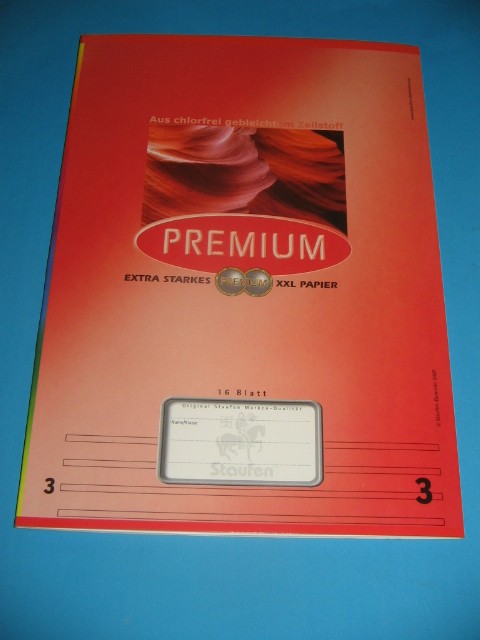 Aus chlorfrei gebleichtem Zellstoff
PREMIUM
EXTRA STARKES PREMIUM XXL PAPIER
16 Blatt
Original Staufen Marken-Qualität
Name/Klasse
Staufen
3 3